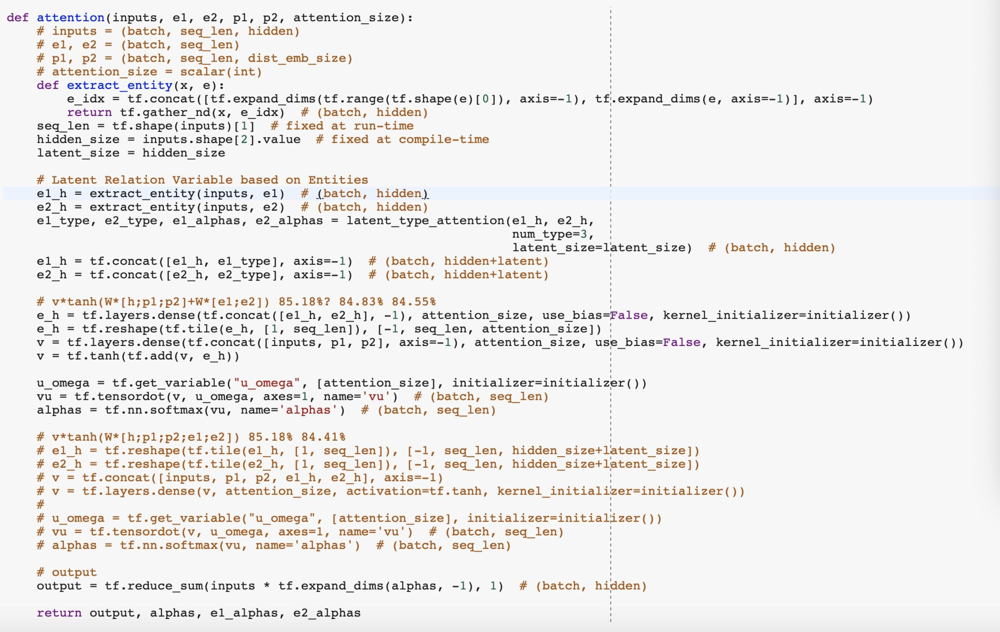 def attention(inputs, e1, e2, p1, p2, attention_size):
    # inputs = (batch, seq_len, hidden)
    # e1, e2 = (batch, seq_len)
    # p1, p2 = (batch, seq_len, dist_emb_size)
    # attention_size = scalar(int)
    def extract_entity(x, e):
        e_idx = tf.concat([tf.expand_dims(tf.range(tf.shape(e)[0]), axis=-1), tf.expand_dims(e, axis=-1)], axis=-1)
        return tf.gather_nd(x, e_idx)  # (batch, hidden)
    seq_len = tf.shape(inputs)[1]  # fixed at run-time
    hidden_size = inputs.shape[2].value  # fixed at compile-time
    latent_size = hidden_size

    # Latent Relation Variable based on Entities
    e1_h = extract_entity(inputs, e1)  # (batch, hidden)
    e2_h = extract_entity(inputs, e2)  # (batch, hidden)
    e1_type, e2_type, e1_alphas, e2_alphas = latent_type_attention(e1_h, e2_h,
                                                                   num_type=3,
                                                                   latent_size=latent_size)  # (batch, hidden)
    e1_h = tf.concat([e1_h, e1_type], axis=-1)  # (batch, hidden+latent)
    e2_h = tf.concat([e2_h, e2_type], axis=-1)  # (batch, hidden+latent)

    # v*tanh(W*[h;p1;p2]+W*[e1;e2]) 85.18%? 84.83% 84.55%
    e_h = tf.layers.dense(tf.concat([e1_h, e2_h], -1), attention_size, use_bias=False, kernel_initializer=initializer())
    e_h = tf.reshape(tf.tile(e_h, [1, seq_len]), [-1, seq_len, attention_size])
    v = tf.layers.dense(tf.concat([inputs, p1, p2], axis=-1), attention_size, use_bias=False, kernel_initializer=initializer())
    v = tf.tanh(tf.add(v, e_h))

    u_omega = tf.get_variable("u_omega", [attention_size], initializer=initializer())
    vu = tf.tensordot(v, u_omega, axes=1, name='vu')  # (batch, seq_len)
    alphas = tf.nn.softmax(vu, name='alphas')  # (batch, seq_len)

    # v*tanh(W*[h;p1;p2;e1;e2]) 85.18% 84.41%
    # e1_h = tf.reshape(tf.tile(e1_h, [1, seq_len]), [-1, seq_len, hidden_size+latent_size])
    # e2_h = tf.reshape(tf.tile(e2_h, [1, seq_len]), [-1, seq_len, hidden_size+latent_size])
    # v = tf.concat([inputs, p1, p2, e1_h, e2_h], axis=-1)
    # v = tf.layers.dense(v, attention_size, activation=tf.tanh, kernel_initializer=initializer())
    #
    # u_omega = tf.get_variable("u_omega", [attention_size], initializer=initializer())
    # vu = tf.tensordot(v, u_omega, axes=1, name='vu')  # (batch, seq_len)
    # alphas = tf.nn.softmax(vu, name='alphas')  # (batch, seq_len)

    # output
    output = tf.reduce_sum(inputs * tf.expand_dims(alphas, -1), 1)  # (batch, hidden)

    return output, alphas, e1_alphas, e2_alphas